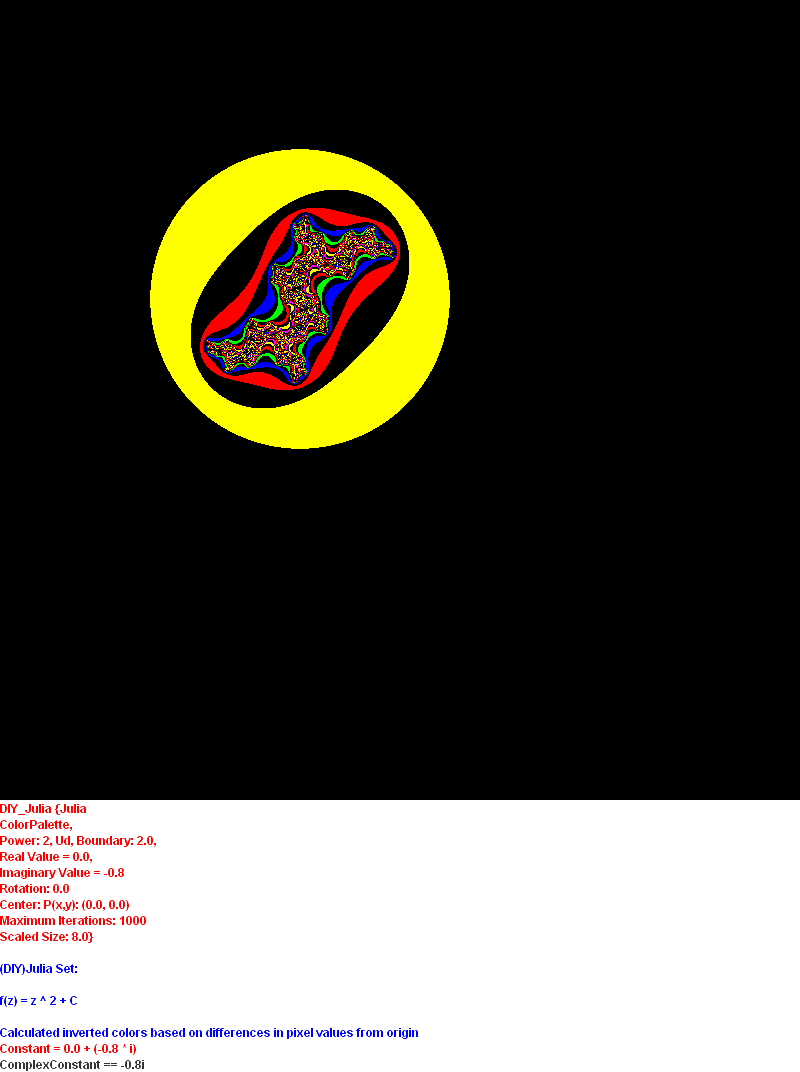 DIY_Julia {Julia
ColorPalette,
Power: 2, Ud, Boundary: 2.0,
Real Value = 0.0,
Imaginary Value = -0.8
Rotation: 0.0
Center: P(x,y): (0.0, 0.0)
Maximum Iterations: 1000
Scaled Size: 8.0}
(DIY)Julia Set:
f(z) = z ^ 2 + C
Calculated inverted colors based on differences in pixel values from origin
Constant = 0.0 + (-0.8 * i)
ComplexConstant == -0.8i